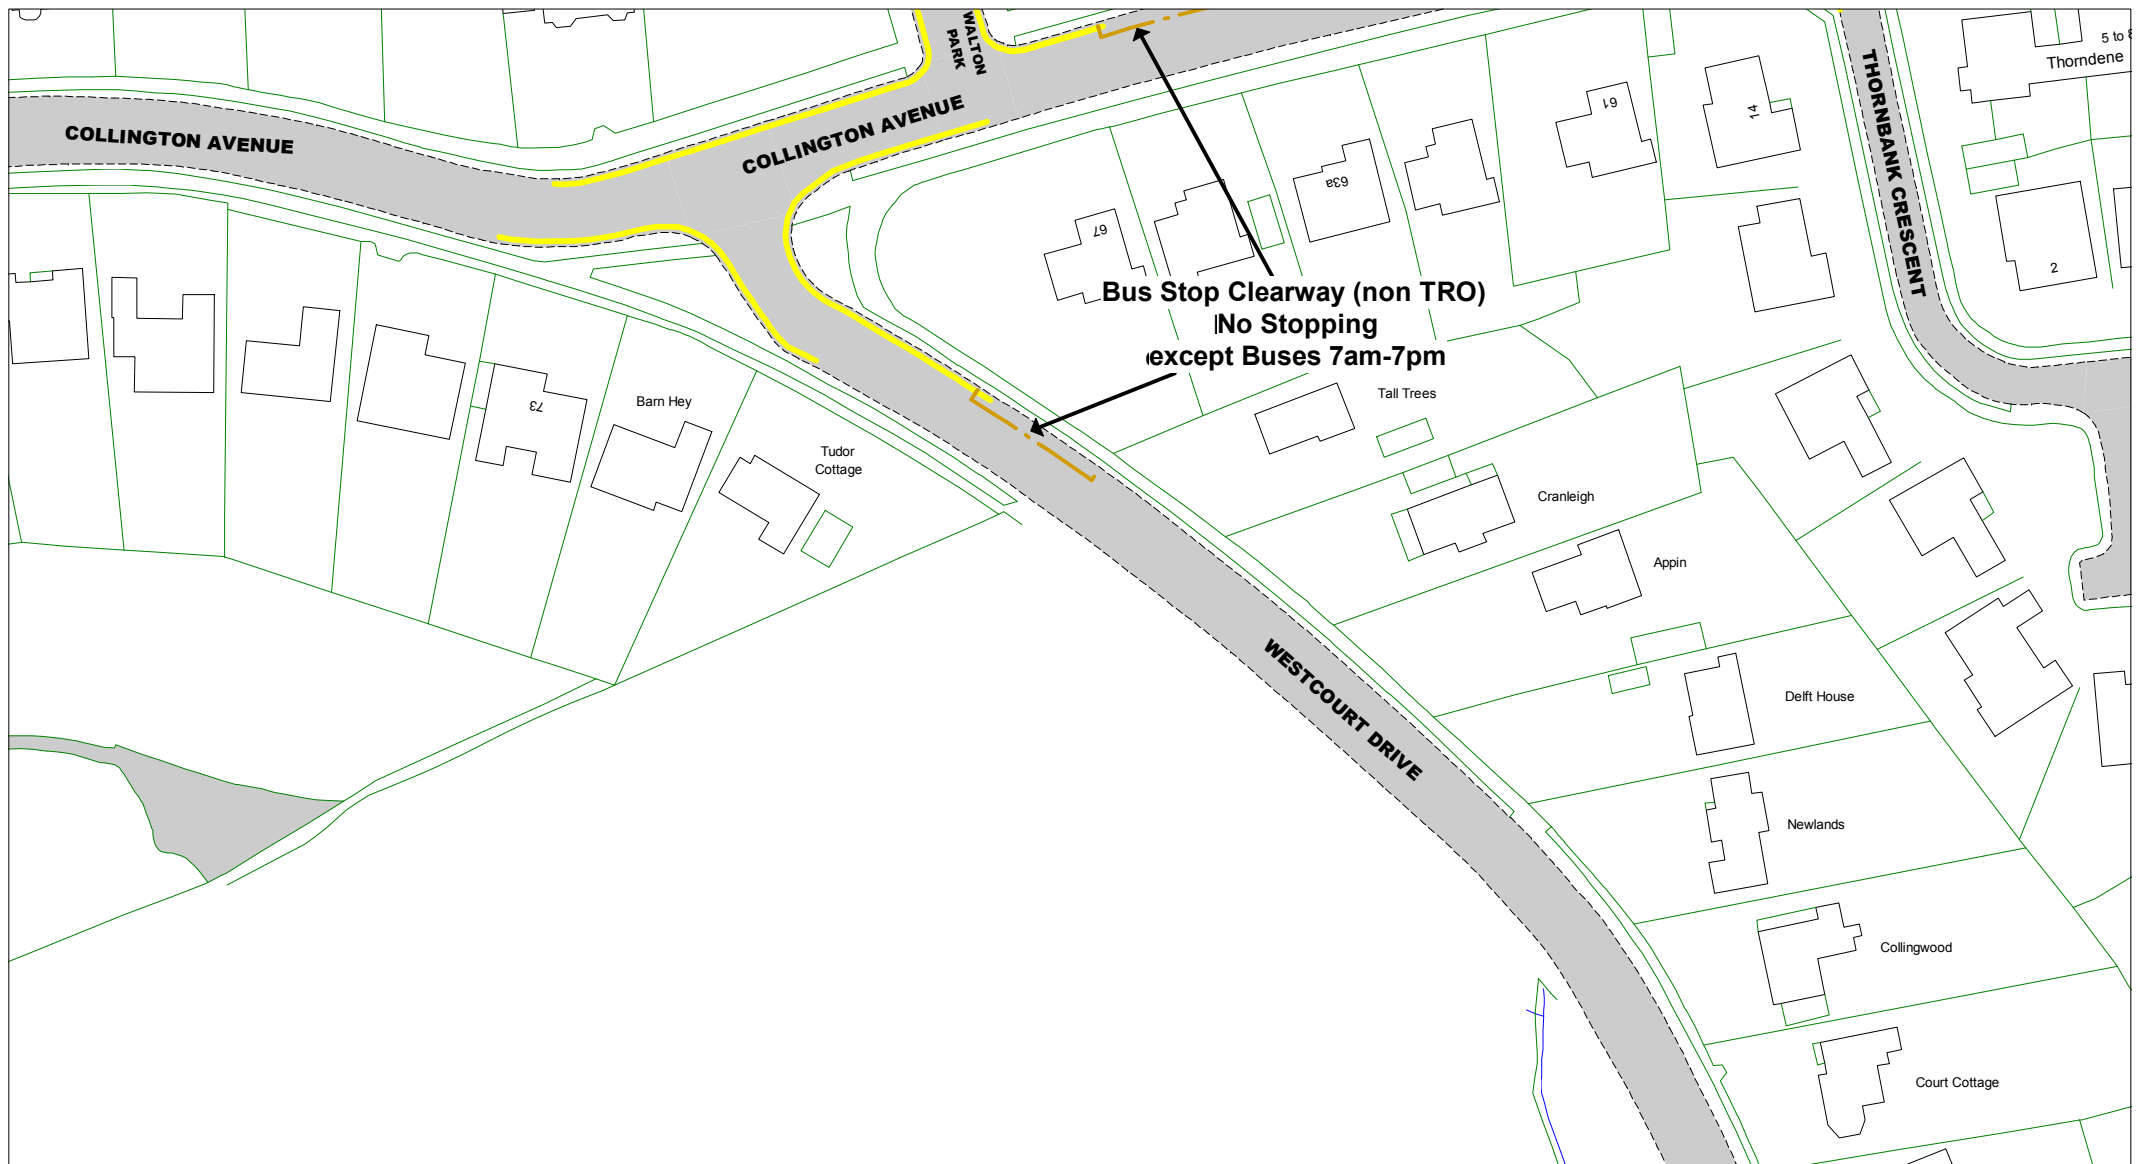 WALTON
PARK
5 to 8
Thorndene
COLLINGTON AVENUE
COLLINGTON AVENUE
THORNBANK CRESCENT
61
14
63a
67
2
Bus Stop Clearway (non TRO)
No Stopping
except Buses 7am-7pm
Tall Trees
73
Barn Hey
Tudor
Cottage
Cranleigh
Appin
WESTCOURT DRIVE
Delft House
Newlands
Collingwood
Court Cottage